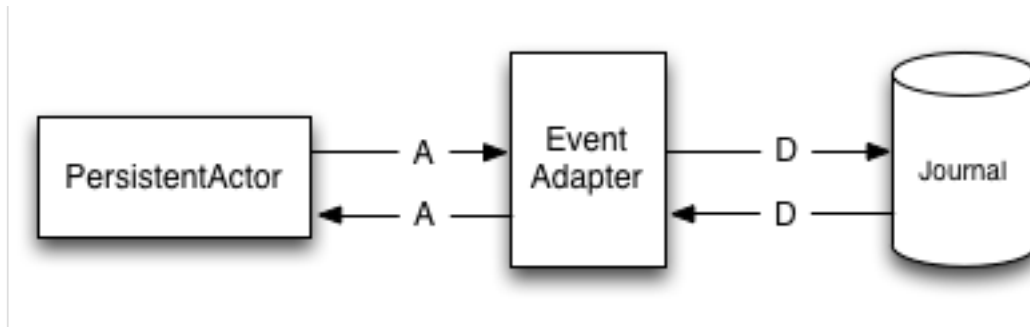 PersistentActor
A
A
Event
Adapter
D
D
Journal